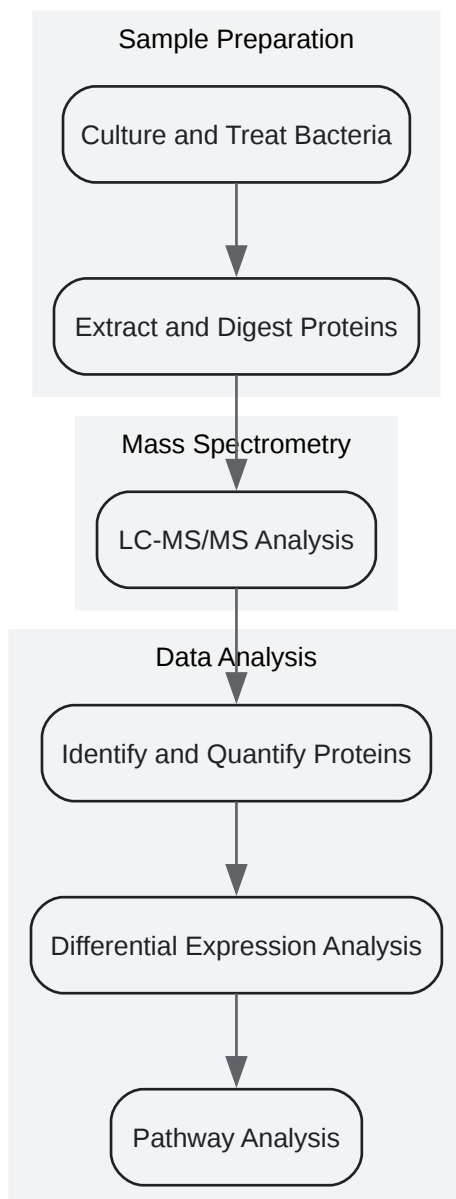 Sample Preparation
Culture and Treat Bacteria
Extract and Digest Proteins
Mass Spectrometry
LC-MS/MS Analysis
Data Analysis
Identify and Quantify Proteins
Differential Expression Analysis
Pathway Analysis